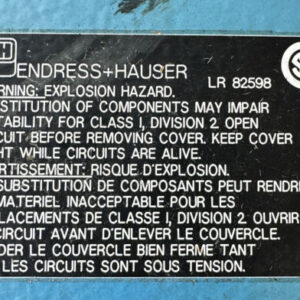 ENDRESS+HAUSER
LR 82598
RNING: EXPLOSION HAZARD.
STITUTION OF COMPONENTS MAY IMPAIR
TABILITY FOR CLASS I, DIVISION 2. OPEN
CUIT BEFORE REMOVING COVER. KEEP COVER
HT WHILE CIRCUITS ARE ALIVE.
ERTISSEMENT: RISQUE D'EXPLOSION.
SUBSTITUTION DE COMPOSANTS PEUT RENDRE
MATERIEL INACCEPTABLE POUR LES
LACEMENTS DE CLASSE I, DIVISION 2. OUVRIR
CIRCUIT AVANT D'ENLEVER LE COUVERCLE.
DER LE COUVERCLE BIEN FERME TANT
LES CIRCUITS SONT SOUS TENSION.